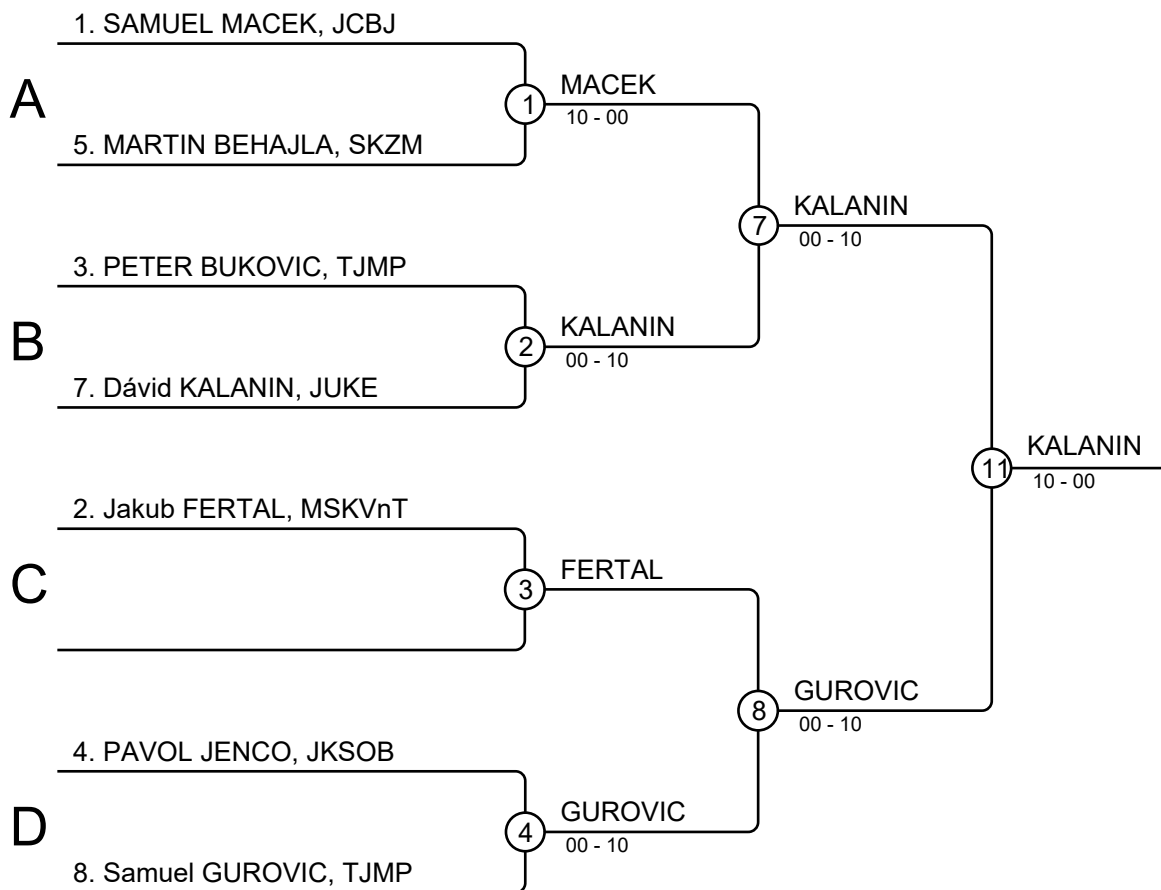 1. SAMUEL MACEK, JCBJ
A
1
MACEK
10 - 00
5. MARTIN BEHAJLA, SKZM
7
KALANIN
00 - 10
3. PETER BUKOVIC, TJMP
B
2
KALANIN
00 - 10
7. Dávid KALANIN, JUKE
11
KALANIN
10 - 00
2. Jakub FERTAL, MSKVnT
C
3
FERTAL
8
GUROVIC
00 - 10
4. PAVOL JENCO, JKSOB
D
4
GUROVIC
00 - 10
8. Samuel GUROVIC, TJMP